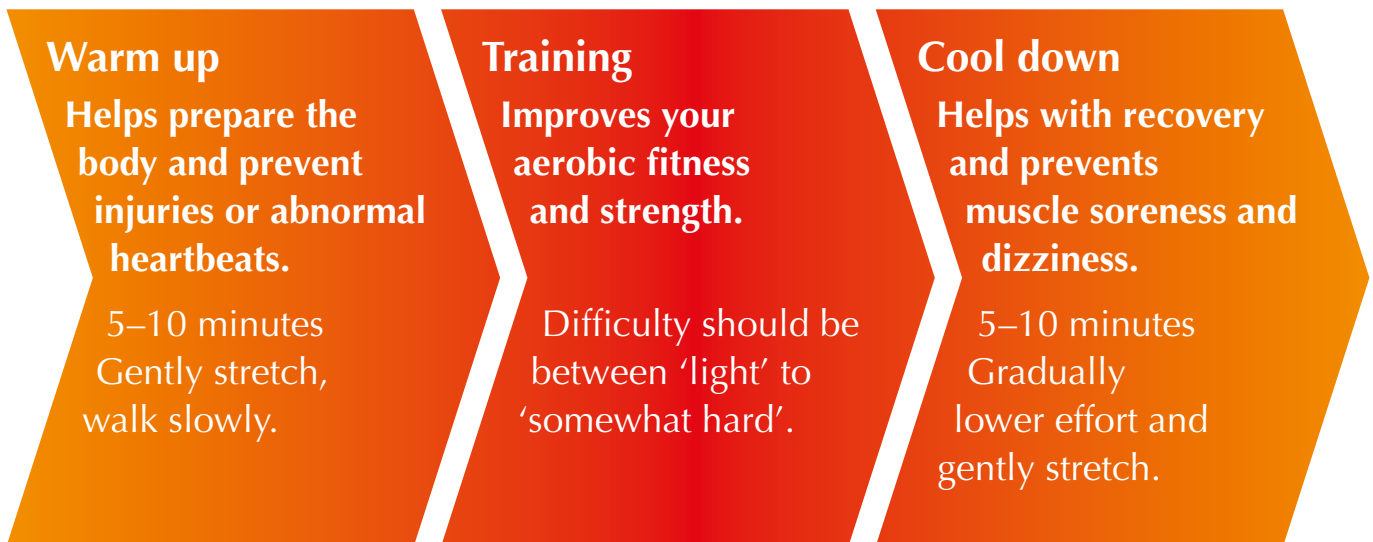 Warm up
Helps prepare the
body and prevent
injuries or abnormal
heartbeats.
5–10 minutes
Gently stretch,
walk slowly.
Training
Improves your
aerobic fitness
and strength.
Difficulty should be
between ‘light’ to
‘somewhat hard’.
Cool down
Helps with recovery
and prevents
muscle soreness and
dizziness.
5–10 minutes
Gradually
lower effort and
gently stretch.